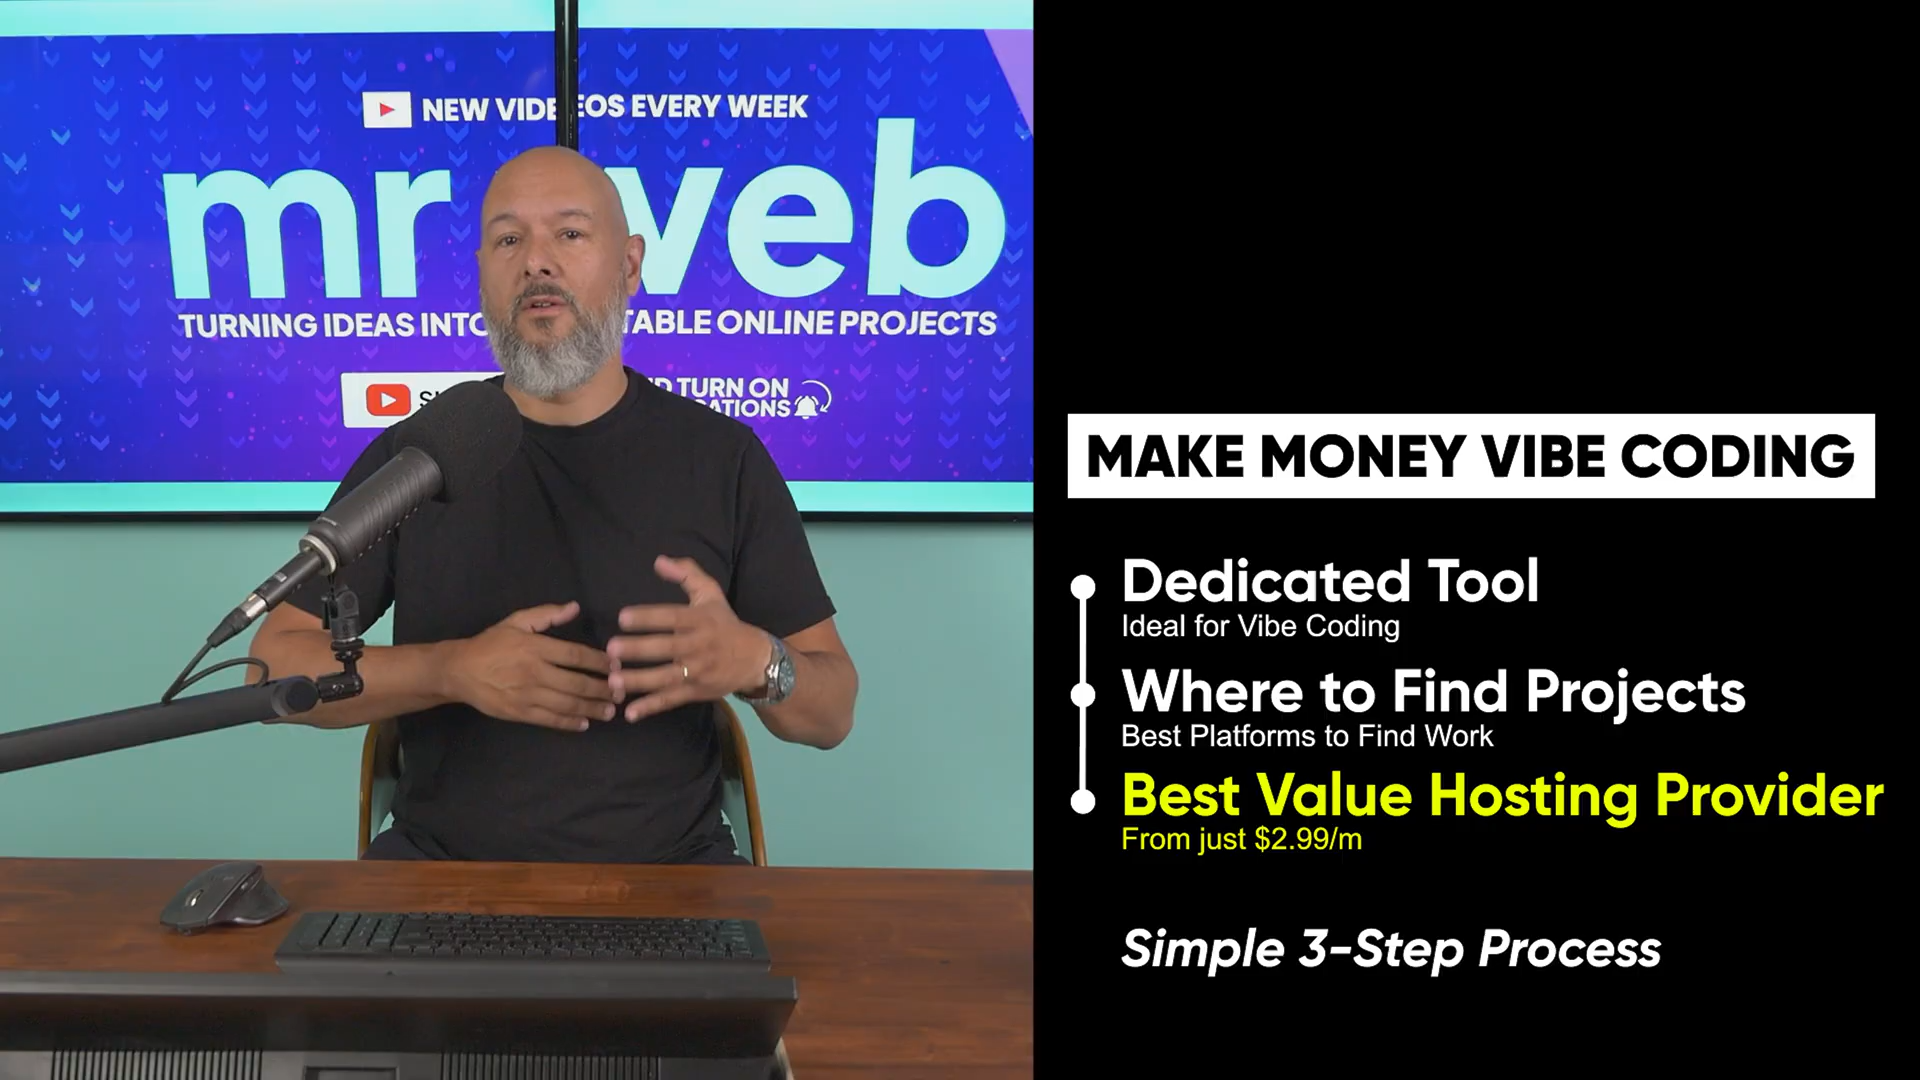 NEW VIDEOS EVERY WEEK
mr web
TURNING IDEAS INTO TABLE ONLINE PROJECTS
TURN ON
MAKE MONEY VIBE CODING
Dedicated Tool
Ideal for Vibe Coding
Where to Find Projects
Best Platforms to Find Work
Best Value Hosting Provider
From just $2.99/m
Simple 3-Step Process